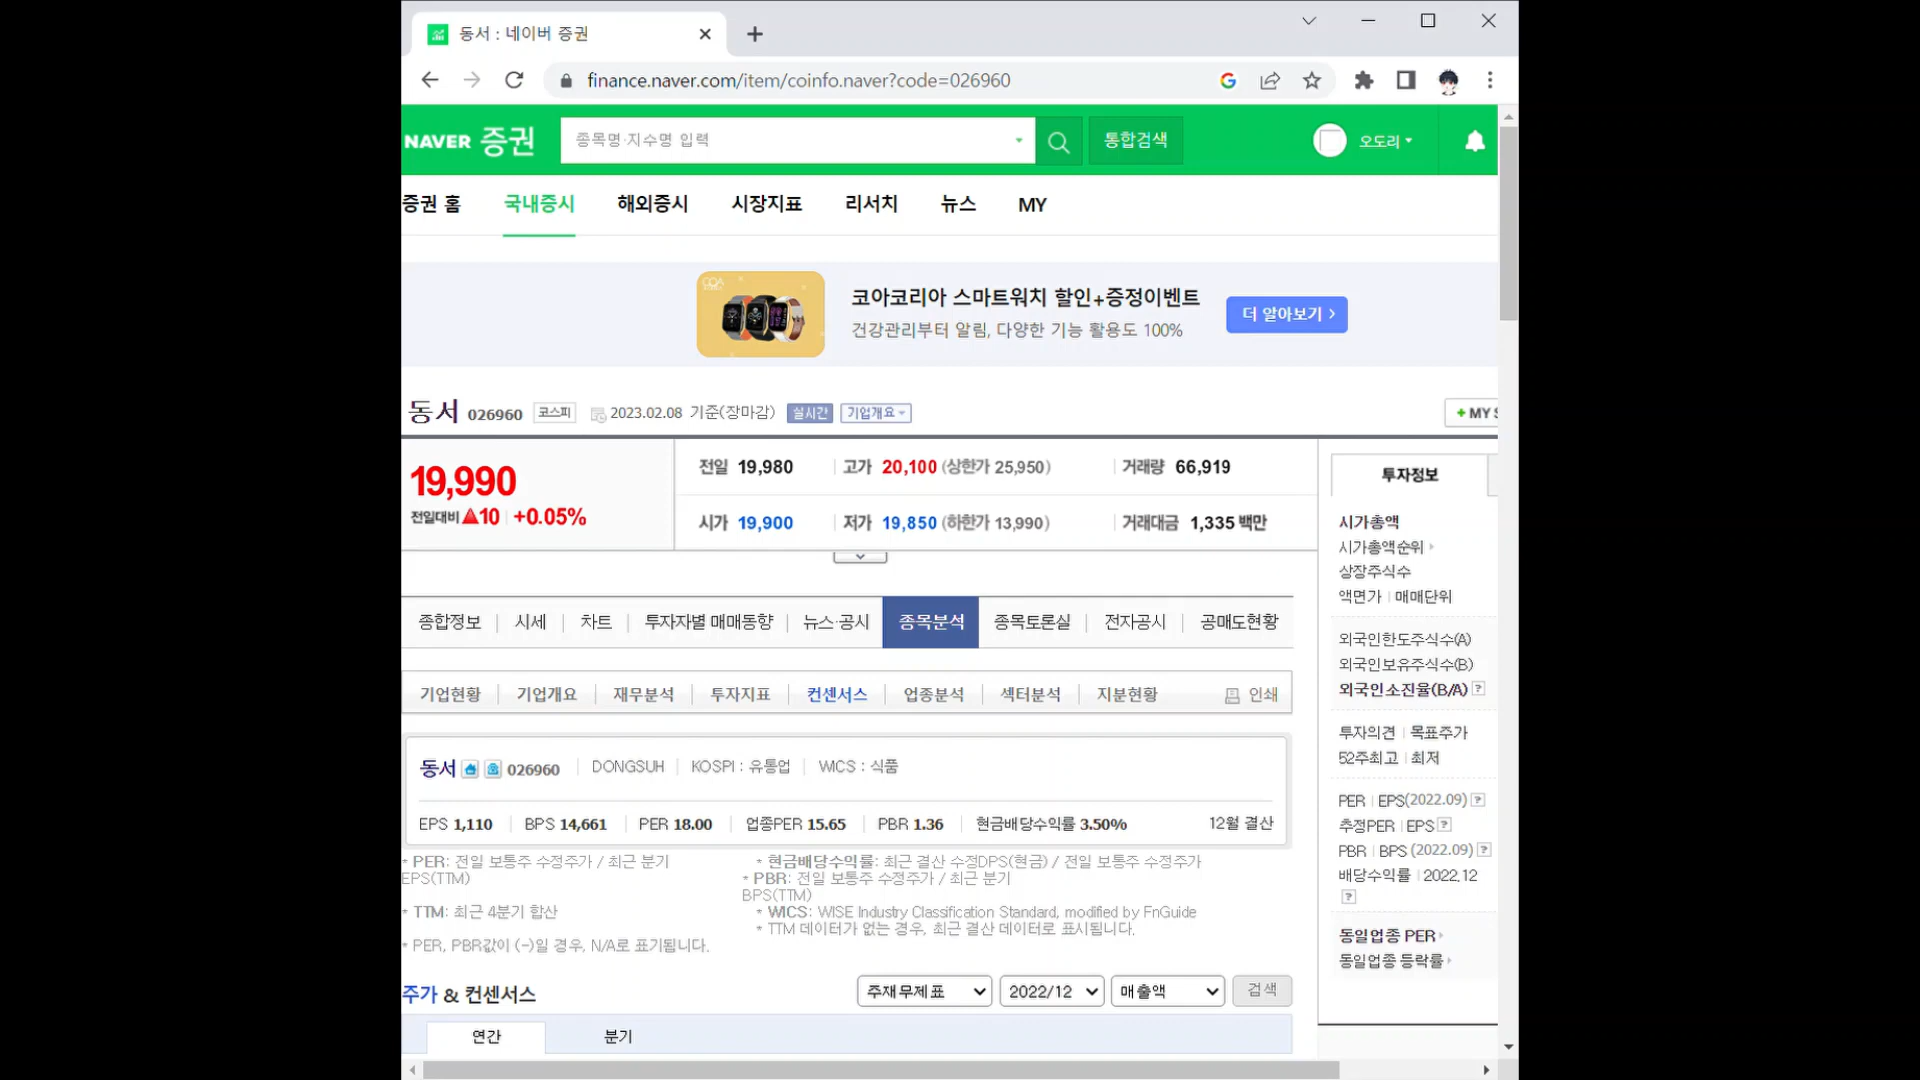 동서 : 네이버 증권
finance.naver.com/item/coinfo.naver?code=026960
NAVER 증권
종목명·지수명 입력
통합검색
오도리
증권 홈 국내증시 해외증시 시장지표 리서치 뉴스 MY
COA
코아코리아 스마트워치 할인+증정이벤트
건강관리부터 알림, 다양한 기능 활용도 100%
더 알아보기 >
동서 026960 코스피 2023.02.08 기준(장마감) 실시간 기업개요
+ MY S
19,990
전일대비 ▲10 +0.05%
전일 19,980 고가 20,100 (상한가 25,950) 거래량 66,919
시가 19,900 저가 19,850 (하한가 13,990) 거래대금 1,335 백만
종합정보 시세 차트 투자자별 매매동향 뉴스·공시 종목분석 종목토론실 전자공시 공매도현황
기업현황 기업개요 재무분석 투자지표 컨센서스 업종분석 섹터분석 지분현황 인쇄
동서 026960 DONGSUH KOSPI : 유통업 WICS : 식품
EPS 1,110 BPS 14,661 PER 18.00 업종PER 15.65 PBR 1.36 현금배당수익률 3.50% 12월 결산
* PER: 전일 보통주 수정주가 / 최근 분기
EPS(TTM)
* TTM: 최근 4분기 합산
* PER, PBR값이 (-)일 경우, N/A로 표기됩니다.
* 현금배당수익률: 최근 결산 수정DPS(현금) / 전일 보통주 수정주가
* PBR: 전일 보통주 수정주가 / 최근 분기
BPS(TTM)
* WICS: WISE Industry Classification Standard, modified by FnGuide
* TTM 데이터가 없는 경우, 최근 결산 데이터로 표시됩니다.
주가 & 컨센서스 주재무제표 2022/12 매출액 검색
연간 분기
투자정보
시가총액
시가총액순위
상장주식수
액면가 매매단위
외국인한도주식수(A)
외국인보유주식수(B)
외국인소진율(B/A) ?
투자의견 목표주가
52주최고 최저
PER EPS(2022.09) ?
추정PER EPS ?
PBR BPS (2022.09) ?
배당수익률 2022.12
?
동일업종 PER
동일업종 등락률